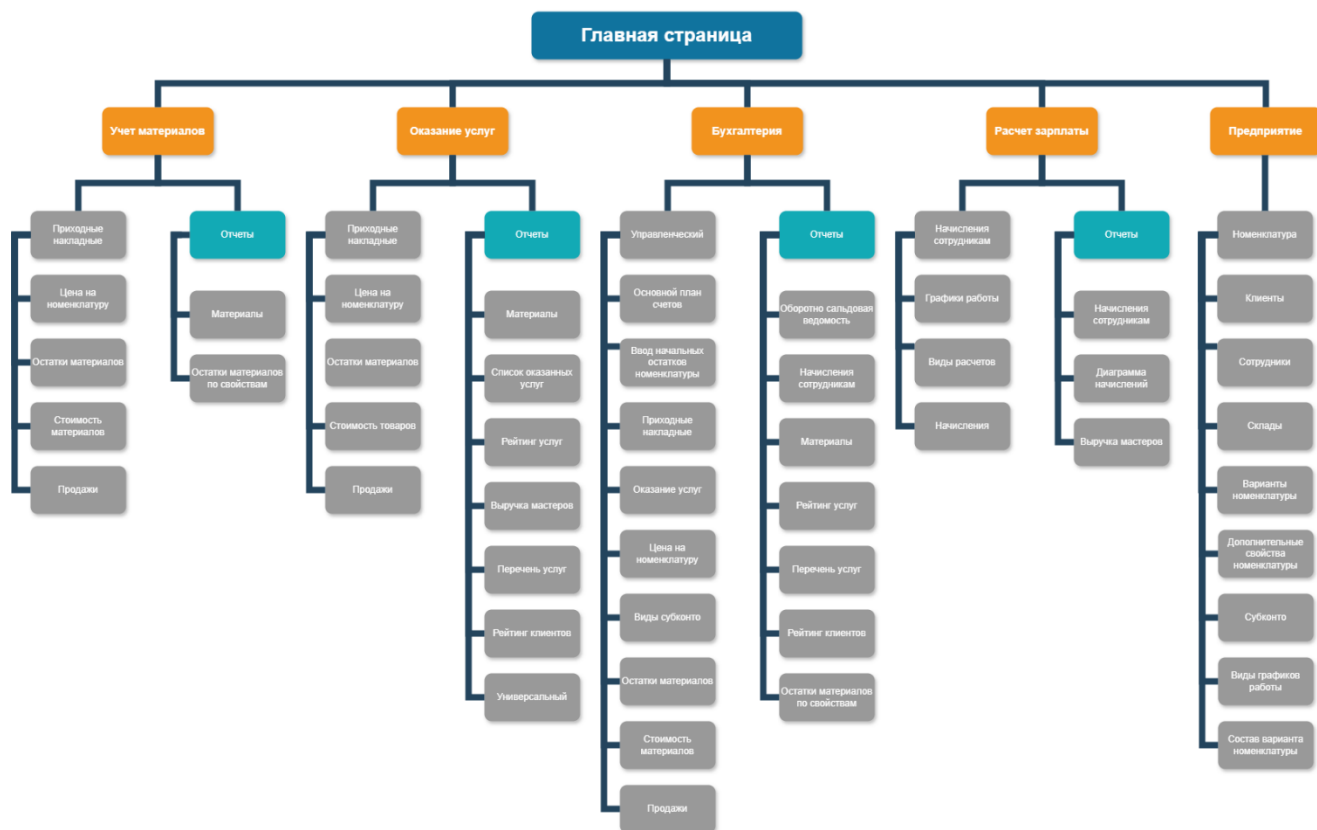 Главная страница
Учет материалов
Оказание услуг
Бухгалтерия
Расчет зарплаты
Предприятие
Приходные
накладные
Цена на
номенклатуру
Остатки материалов
Стоимость
материалов
Продажи
Отчеты
Материалы
Остатки материалов
по свойствам
Приходные
накладные
Цена на
номенклатуру
Остатки материалов
Стоимость товаров
Продажи
Отчеты
Материалы
Список оказанных
услуг
Рейтинг услуг
Выручка мастеров
Перечень услуг
Рейтинг клиентов
Универсальный
Управленческий
Основной план
счетов
Ввод начальных
остатков
номенклатуры
Приходные
накладные
Оказание услуг
Цена на
номенклатуру
Виды субконто
Остатки материалов
Стоимость
материалов
Продажи
Отчеты
Оборотно сальдовая
ведомость
Начисления
сотрудникам
Материалы
Рейтинг услуг
Перечень услуг
Рейтинг клиентов
Остатки материалов
по свойствам
Начисления
сотрудникам
Графики работы
Виды расчетов
Начисления
Отчеты
Начисления
сотрудникам
Диаграмма
начислений
Выручка мастеров
Номенклатура
Клиенты
Сотрудники
Склады
Варианты
номенклатуры
Дополнительные
свойства
номенклатуры
Субконто
Виды графиков
работы
Состав варианта
номенклатуры